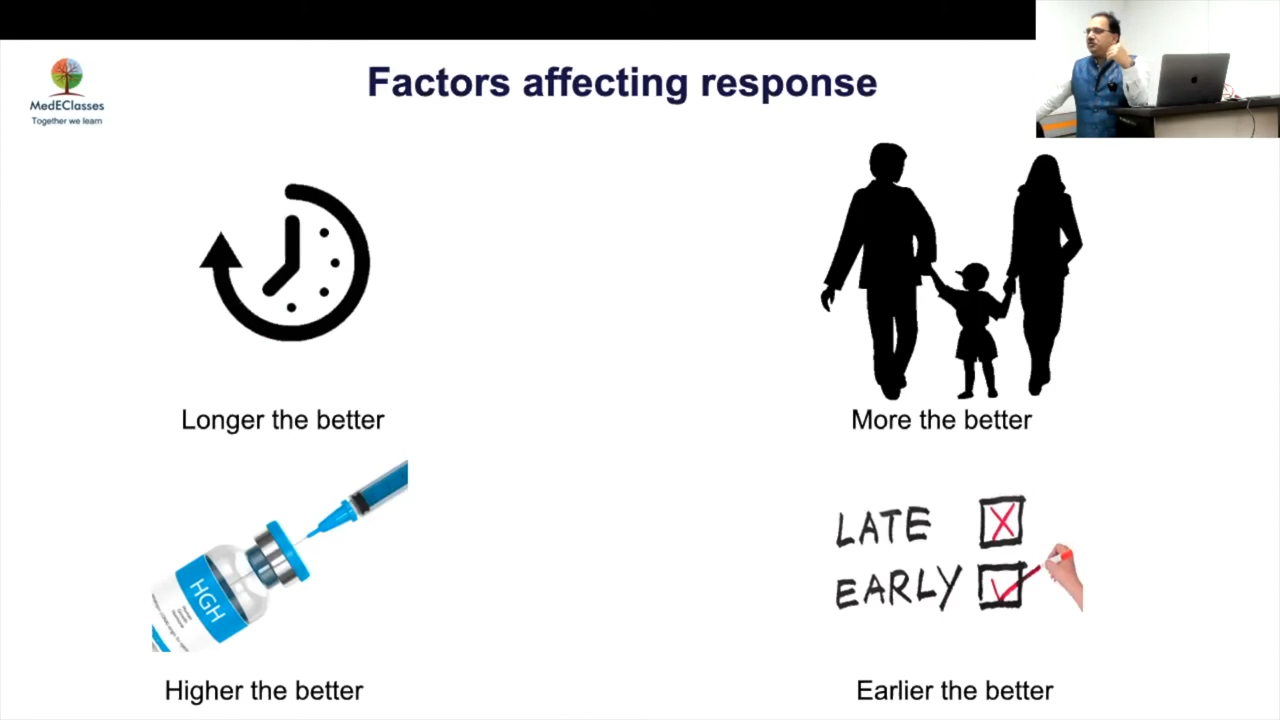 Factors affecting response
MedEClasses
Together we learn
Longer the better
More the better
HGH
LATE
EARLY
Higher the better
Earlier the better